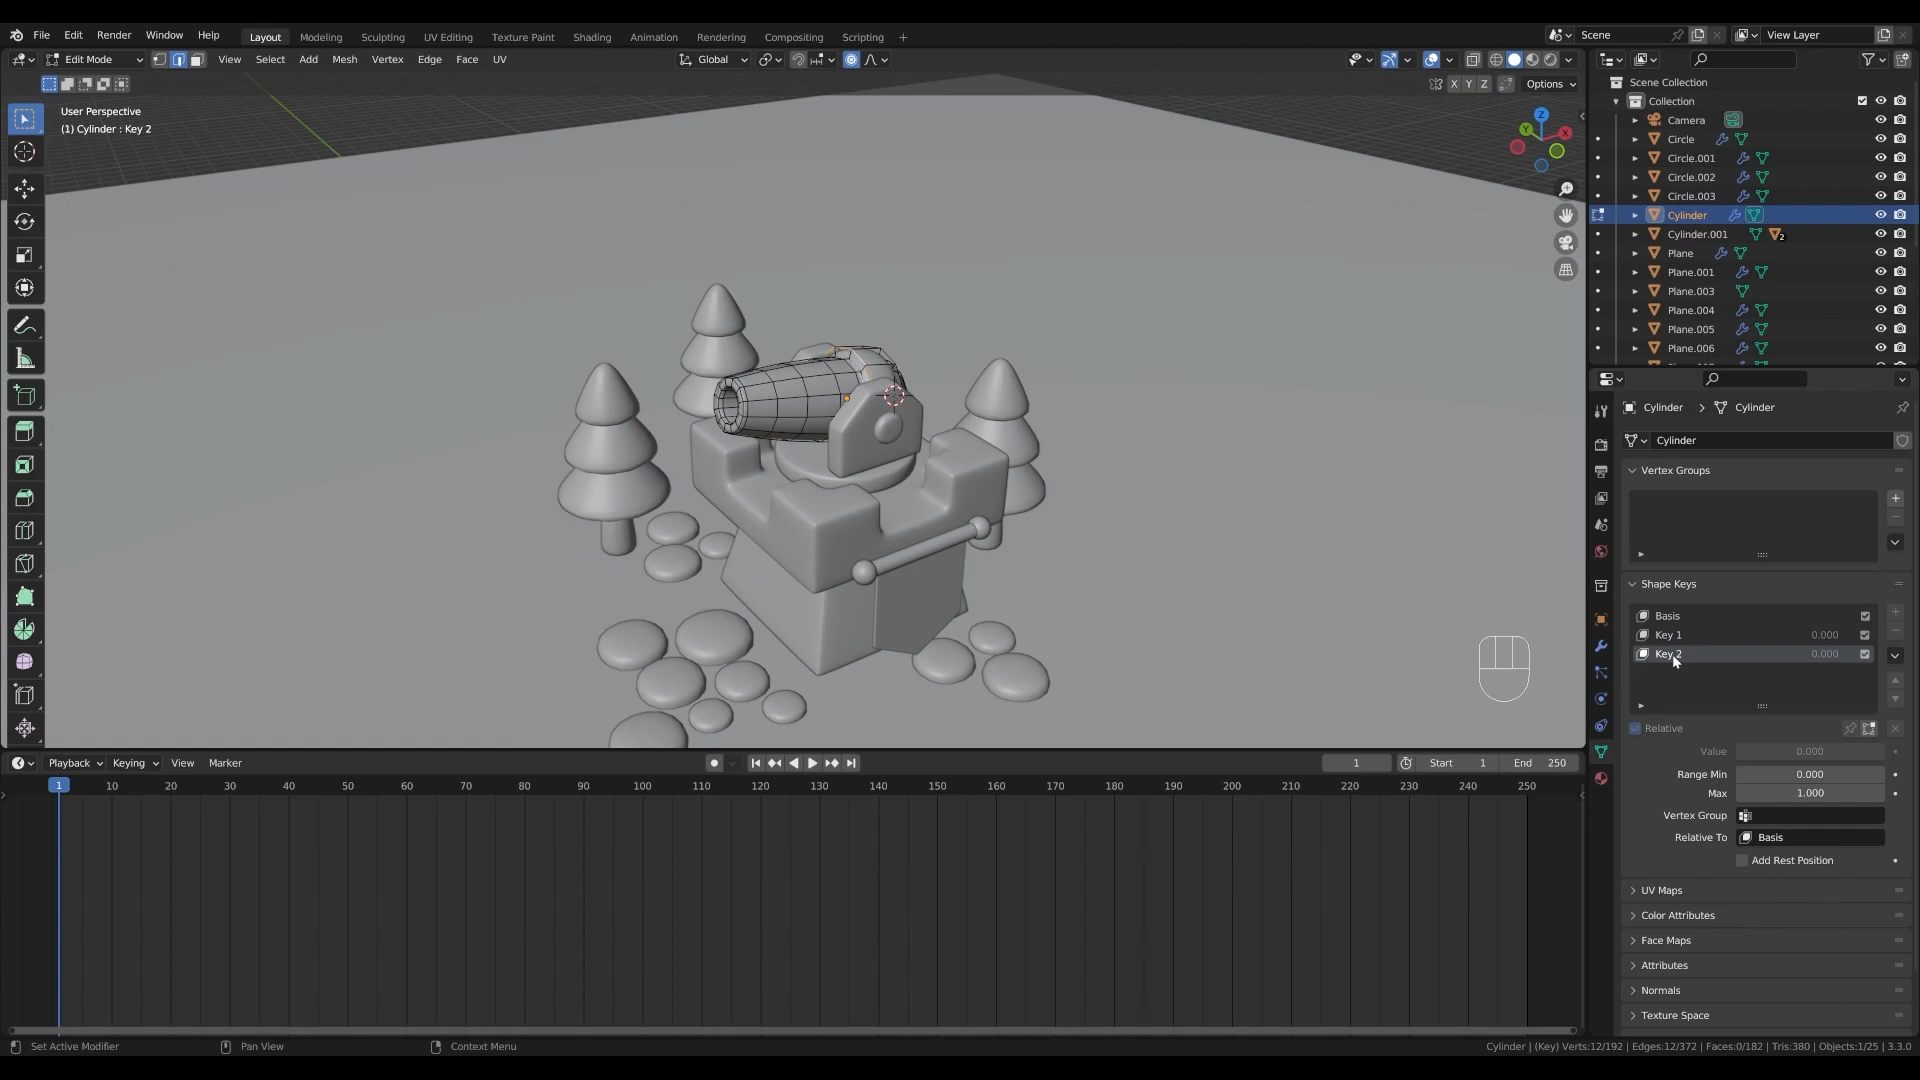 File Edit Render Window Help Layout Modeling Sculpting UV Editing Texture Paint Shading Animation Rendering Compositing Scripting + Scene View Layer
Edit Mode View Select Add Mesh Vertex Edge Face UV Global
X Y Z Options
User Perspective
(1) Cylinder : Key 2
Z
Y
X
Scene Collection
Collection
Camera
Circle
Circle.001
Circle.002
Circle.003
Cylinder
Cylinder.001 2
Plane
Plane.001
Plane.003
Plane.004
Plane.005
Plane.006
Cylinder > Cylinder
Cylinder
Vertex Groups
Shape Keys
Basis
Key 1 0.000
Key 2 0.000
Relative
Value 0.000
Range Min 0.000
Max 1.000
Vertex Group
Relative To Basis
Add Rest Position
UV Maps
Color Attributes
Face Maps
Attributes
Normals
Texture Space
Playback Keying View Marker 1 Start 1 End 250
1 10 20 30 40 50 60 70 80 90 100 110 120 130 140 150 160 170 180 190 200 210 220 230 240 250
Set Active Modifier Pan View Context Menu Cylinder | (Key) Verts:12/192 | Edges:12/372 | Faces:0/182 | Tris:380 | Objects:1/25 | 3.3.0